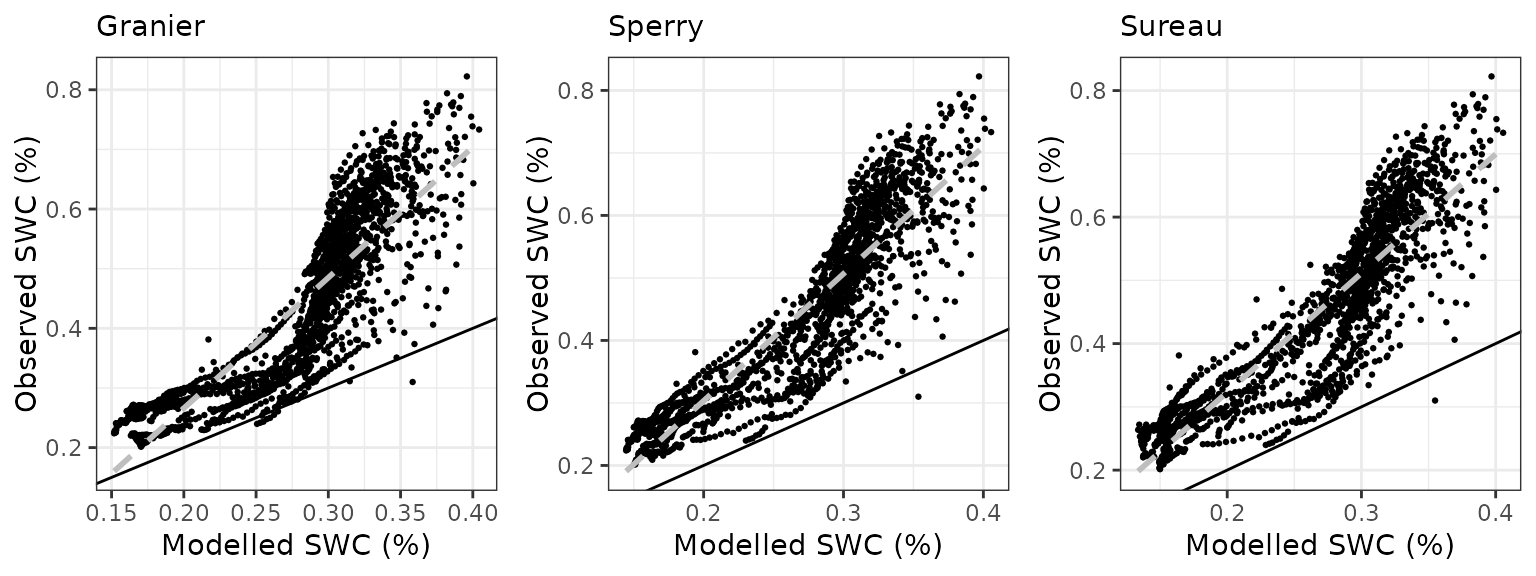 Granier
Sperry
Sureau
Observed SWC (%)
0.8
0.6
0.4
0.2
0.15 0.20 0.25 0.30 0.35 0.40
Modelled SWC (%)
Observed SWC (%)
0.8
0.6
0.4
0.2
0.2 0.3 0.4
Modelled SWC (%)
Observed SWC (%)
0.8
0.6
0.4
0.2
0.2 0.3 0.4
Modelled SWC (%)